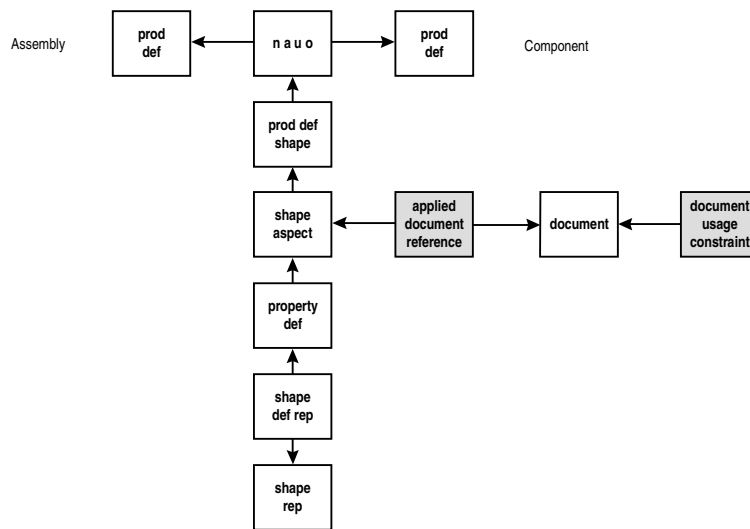 Assembly
prod
def
n a u o
prod
def
Component
prod def
shape
shape
aspect
applied
document
reference
document
document
usage
constraint
property
def
shape
def rep
shape
rep